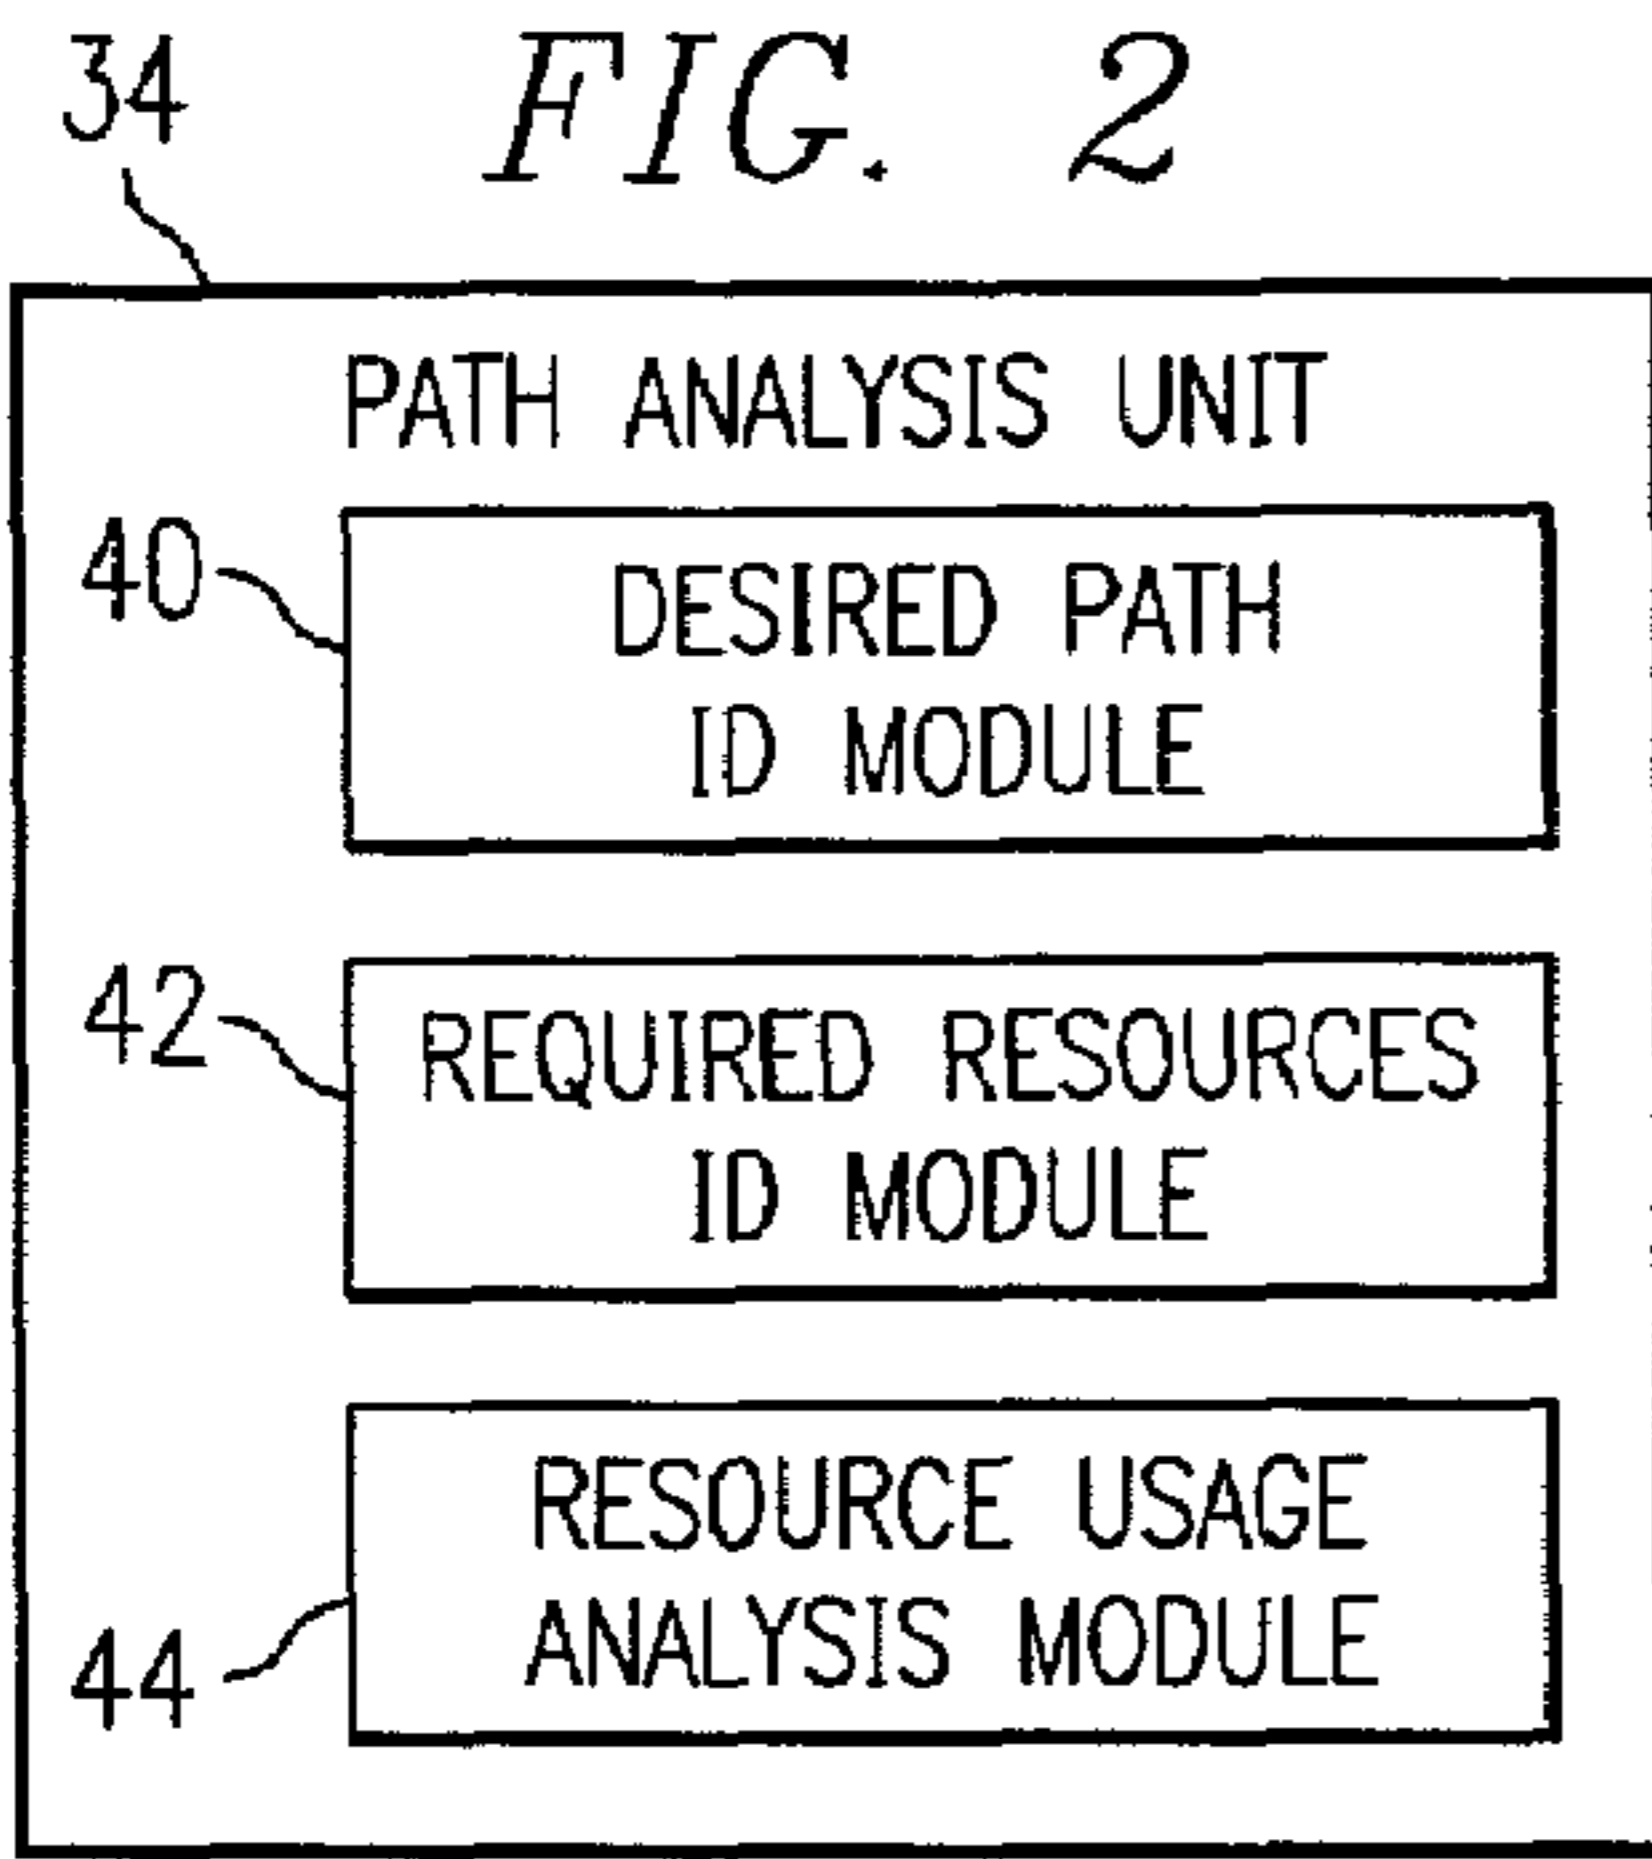 34
FIG. 2
PATH ANALYSIS UNIT
40
DESIRED PATH
ID MODULE
42
REQUIRED RESOURCES
ID MODULE
RESOURCE USAGE
ANALYSIS MODULE
44